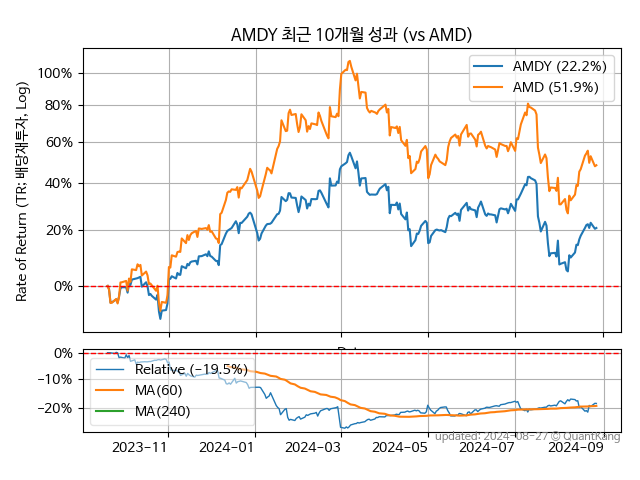 AMDY 최근 10개월 성과 (vs AMD)
Rate of Return (TR: 배당재투자, Log)
100%
80%
60%
40%
20%
0%
AMDY (22.2%)
AMD (51.9%)
0%
−10%
−20%
Relative (−19.5%)
MA(60)
MA(240)
2023−11
2024−01
2024−03
2024−05
2024−07
2024−09
updated: 2024−08−27 © QuantKang